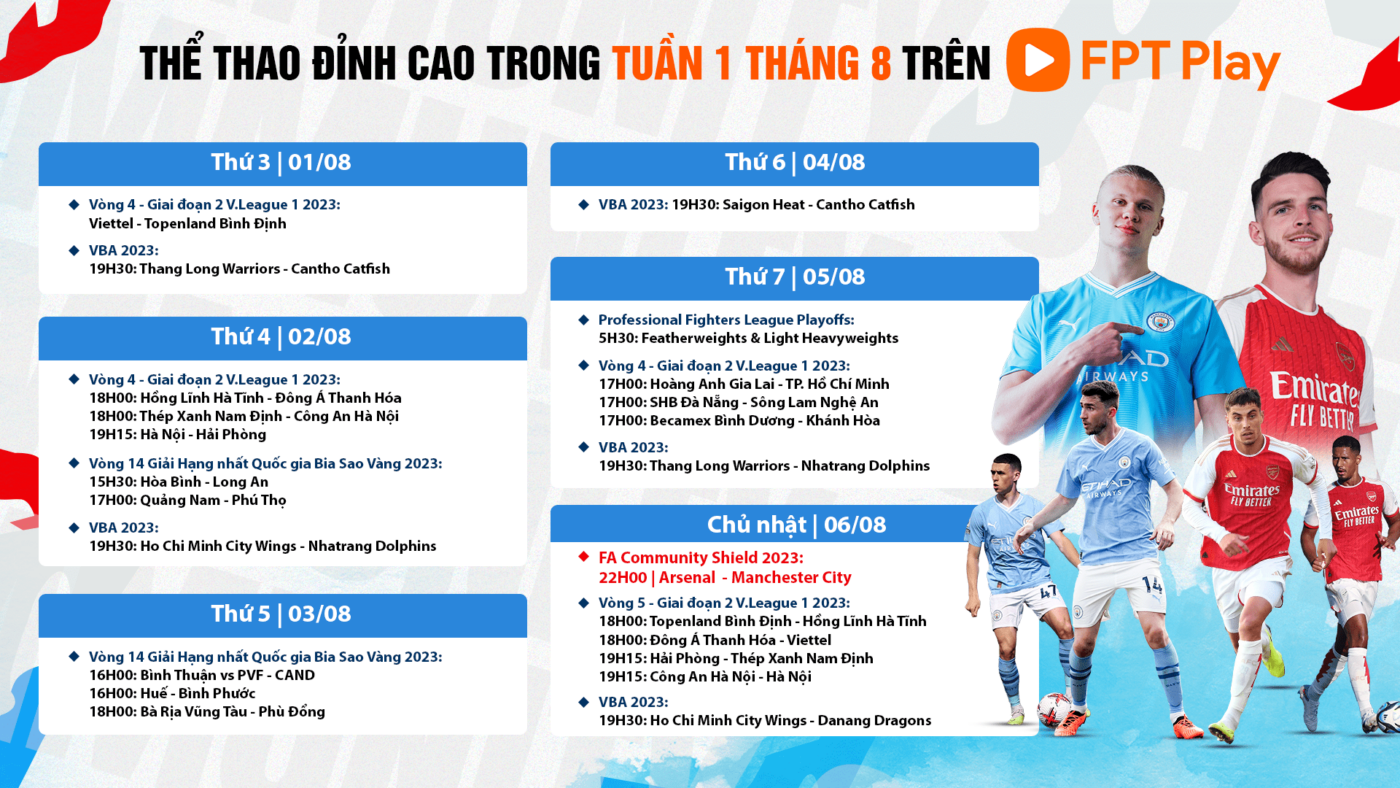 THỂ THAO ĐỈNH CAO TRONG TUẦN 1 THÁNG 8 TRÊN FPT Play
Thứ 3 | 01/08
Vòng 4 - Giai đoạn 2 V.League 1 2023:
Viettel - Topenland Bình Định
VBA 2023:
19H30: Thang Long Warriors - Cantho Catfish
Thứ 4 | 02/08
Vòng 4 - Giai đoạn 2 V.League 1 2023:
18H00: Hồng Lĩnh Hà Tĩnh - Đông Á Thanh Hóa
18H00: Thép Xanh Nam Định - Công An Hà Nội
19H15: Hà Nội - Hải Phòng
Vòng 14 Giải Hạng nhất Quốc gia Bia Sao Vàng 2023:
15H30: Hòa Bình - Long An
17H00: Quảng Nam - Phú Thọ
VBA 2023:
19H30: Ho Chi Minh City Wings - Nhatrang Dolphins
Thứ 5 | 03/08
Vòng 14 Giải Hạng nhất Quốc gia Bia Sao Vàng 2023:
16H00: Bình Thuận vs PVF - CAND
16H00: Huế - Bình Phước
18H00: Bà Rịa Vũng Tàu - Phù Đổng
Thứ 6 | 04/08
VBA 2023: 19H30: Saigon Heat - Cantho Catfish
Thứ 7 | 05/08
Professional Fighters League Playoffs:
5H30: Featherweights & Light Heavyweights
Vòng 4 - Giai đoạn 2 V.League 1 2023:
17H00: Hoàng Anh Gia Lai - TP. Hồ Chí Minh
17H00: SHB Đà Nẵng - Sông Lam Nghệ An
17H00: Becamex Bình Dương - Khánh Hòa
VBA 2023:
19H30: Thang Long Warriors - Nhatrang Dolphins
Chủ nhật | 06/08
FA Community Shield 2023:
22H00 | Arsenal - Manchester City
Vòng 5 - Giai đoạn 2 V.League 1 2023:
18H00: Topenland Bình Định - Hồng Lĩnh Hà Tĩnh
18H00: Đông Á Thanh Hóa - Viettel
19H15: Hải Phòng - Thép Xanh Nam Định
19H15: Công An Hà Nội - Hà Nội
VBA 2023:
19H30: Ho Chi Minh City Wings - Danang Dragons
AIRWAYS
Emirates
FLY BETTER
ETIHAD
AIRWAYS
14
47
Emirates
FLY BETTER
Emirates
FLY BETTER